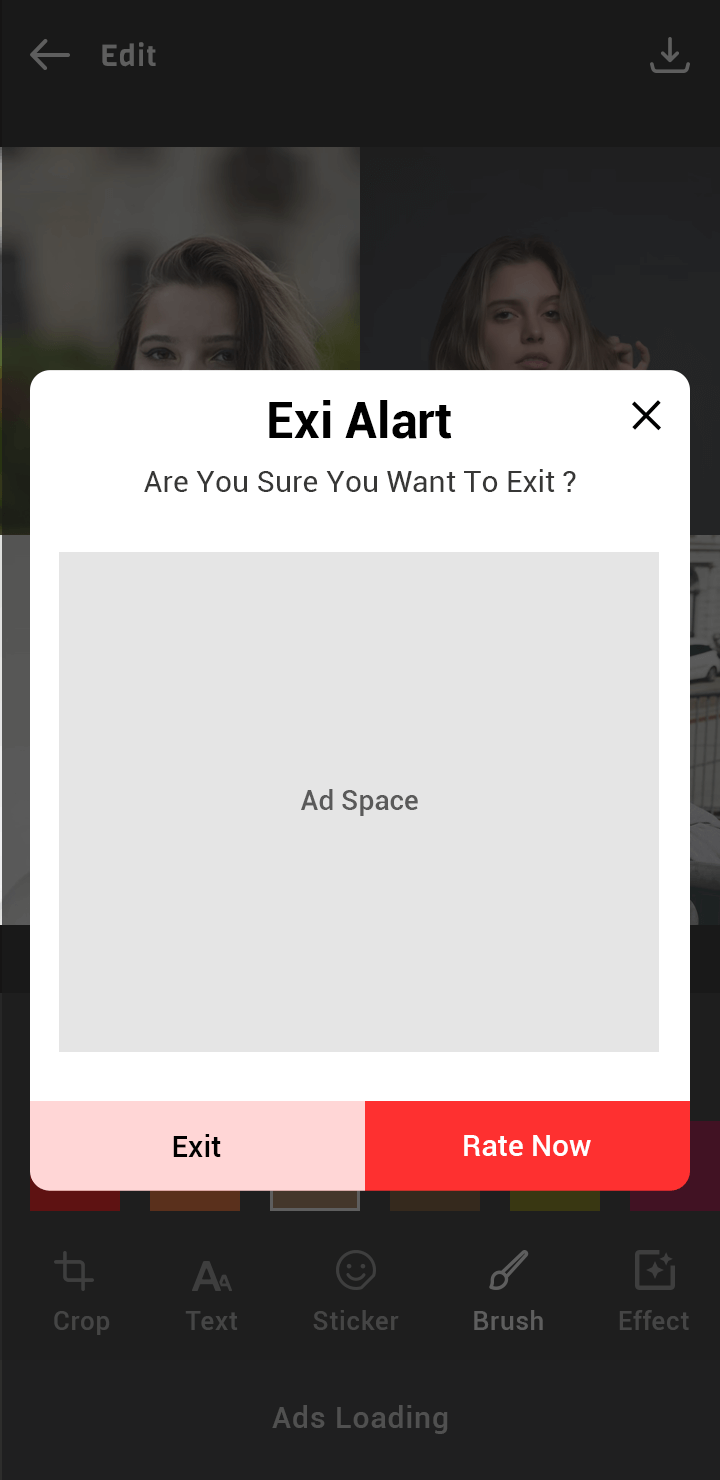 Edit
Exi Alart
Are You Sure You Want To Exit ?
Ad Space
Exit
Rate Now
Crop
Text
Sticker
Brush
Effect
Ads Loading